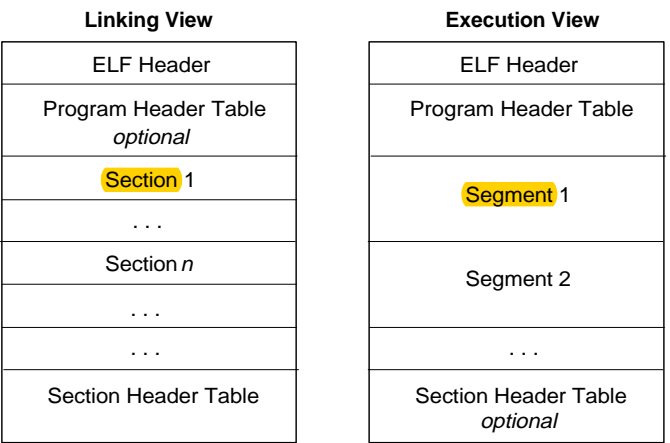 Linking View
ELF Header
Program Header Table
optional
Section 1
. . .
Section n
. . .
. . .
Section Header Table
Execution View
ELF Header
Program Header Table
Segment 1
Segment 2
. . .
Section Header Table
optional